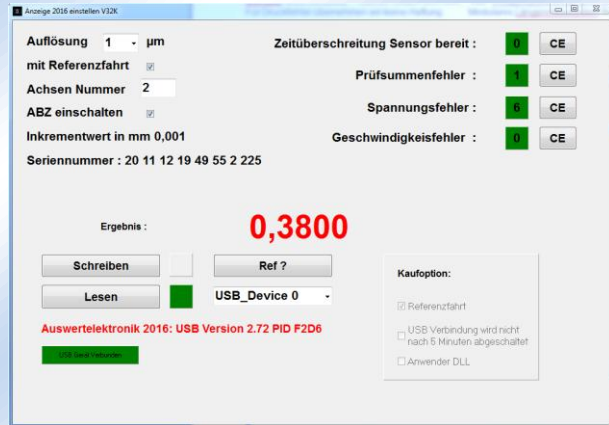 Anzeige 2016 einstellen V32K
Auflösung 1 µm
mit Referenzfahrt
Achsen Nummer 2
ABZ einschalten
Inkrementwert in mm 0,001
Seriennummer : 20 11 12 19 49 55 2 225
Zeitüberschreitung Sensor bereit : 0 CE
Prüfsummenfehler : 1 CE
Spannungsfehler : 6 CE
Geschwindigkeisfehler : 0 CE
Ergebnis : 0,3800
Schreiben Ref ?
Lesen USB_Device 0
Auswertelektronik 2016: USB Version 2.72 PID F2D6
USB Gerät Verbunden
Kaufoption:
Referenzfahrt
USB Verbindung wird nicht
nach 5 Minuten abgeschaltet
Anwender DLL